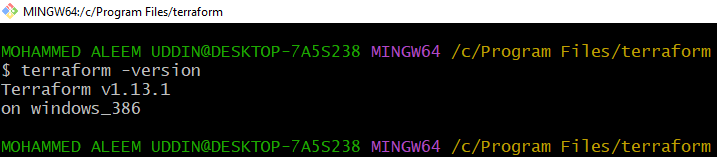 MINGW64:/c/Program Files/terraform
MOHAMMED ALEEM UDDIN@DESKTOP-7A5S238 MINGW64 /c/Program Files/terraform
$ terraform -version
Terraform v1.13.1
on windows_386
MOHAMMED ALEEM UDDIN@DESKTOP-7A5S238 MINGW64 /c/Program Files/terraform